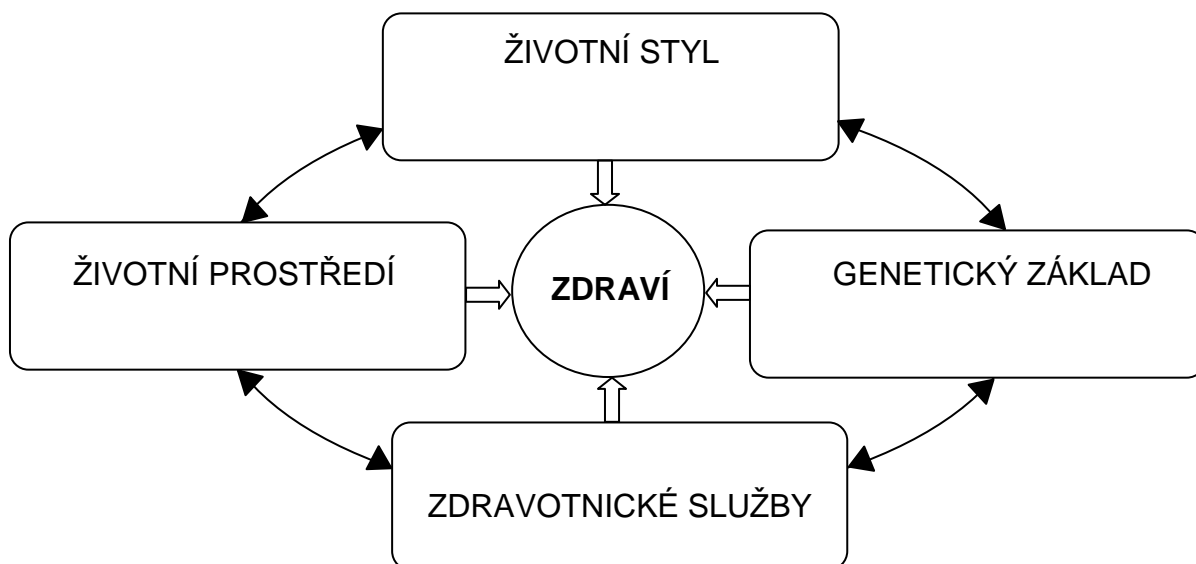 ŽIVOTNÍ STYL
ŽIVOTNÍ PROSTŘEDÍ
ZDRAVÍ
GENETICKÝ ZÁKLAD
ZDRAVOTNICKÉ SLUŽBY